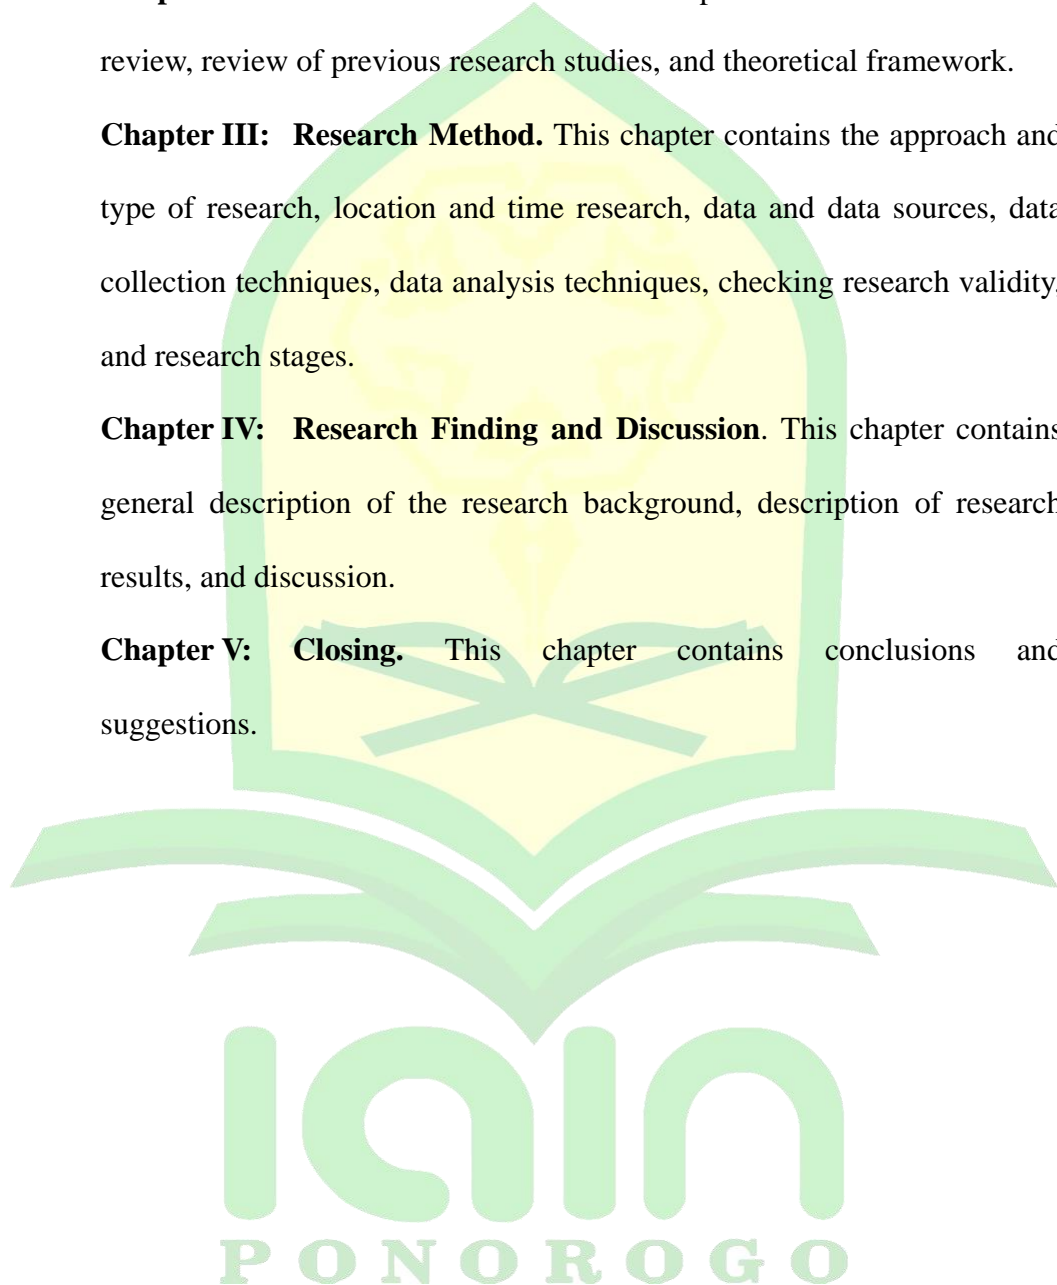 review, review of previous research studies, and theoretical framework.
Chapter III: Research Method. This chapter contains the approach and
type of research, location and time research, data and data sources, data
collection techniques, data analysis techniques, checking research validity,
and research stages.
Chapter IV: Research Finding and Discussion. This chapter contains
general description of the research background, description of research
results, and discussion.
Chapter V: Closing. This chapter contains conclusions and
suggestions.
iain
PONOROGO